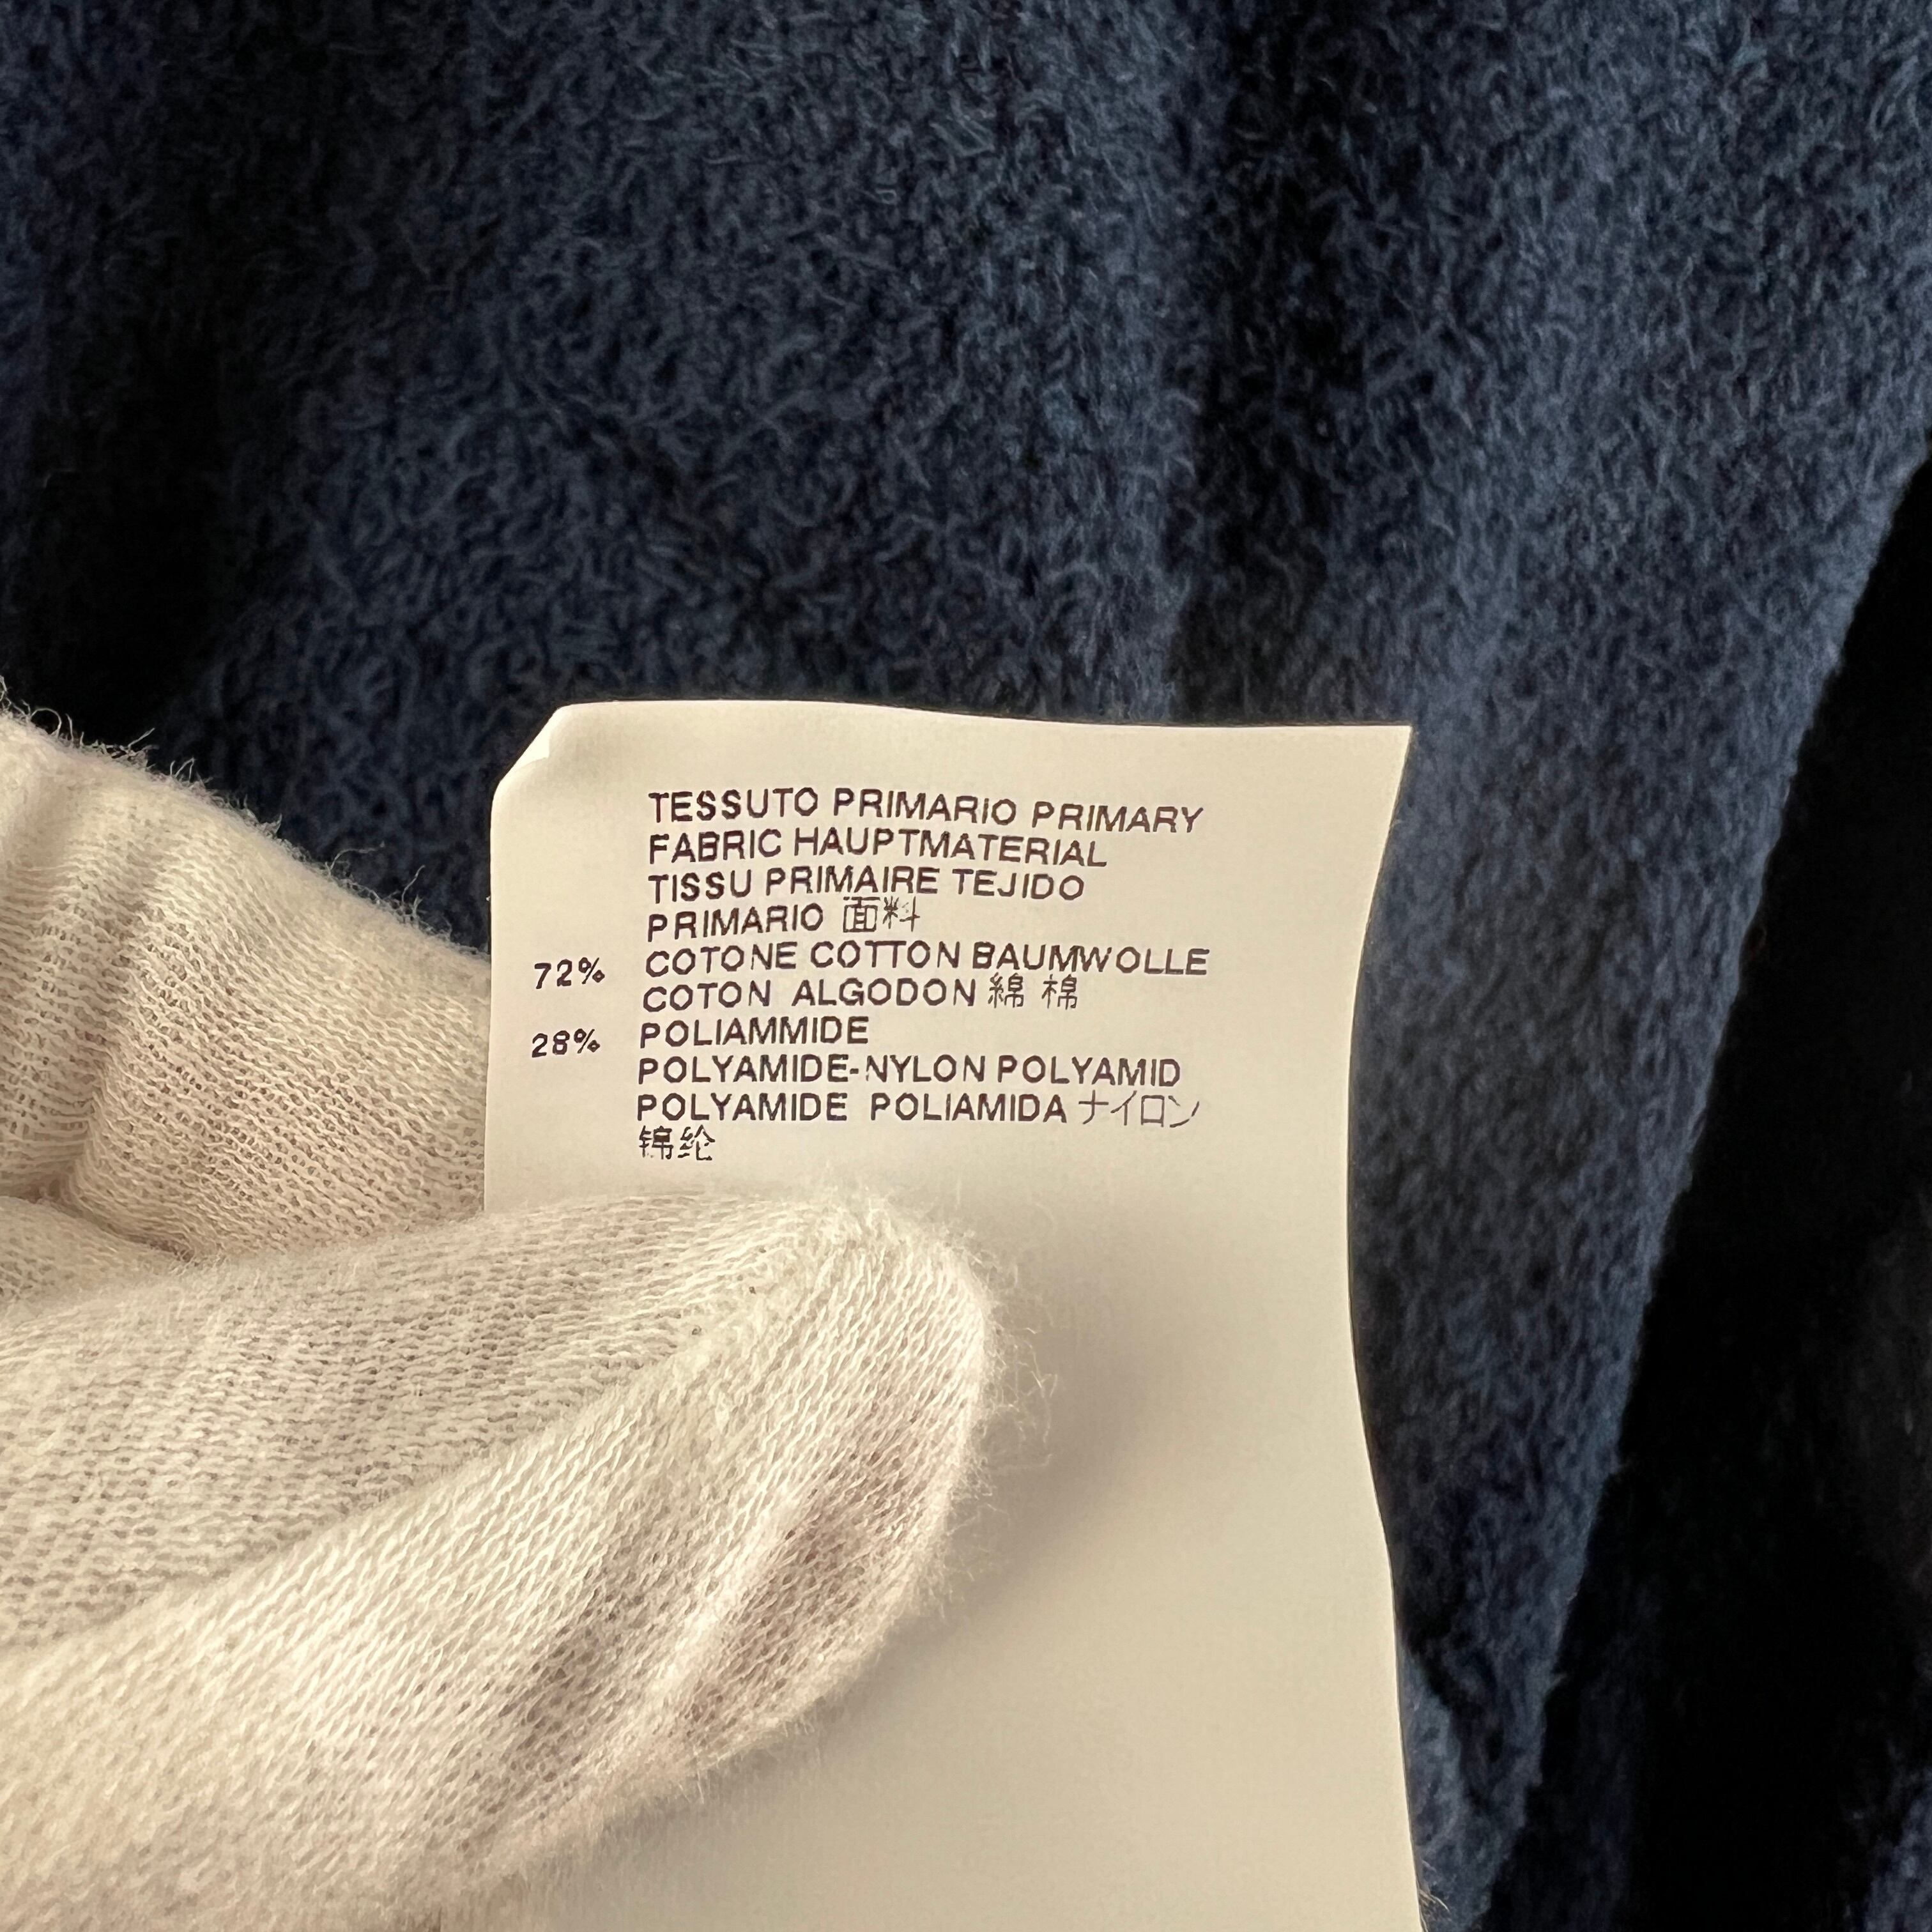 TESSUTO PRIMARIO PRIMARY
FABRIC HAUPTMATERIAL
TISSU PRIMAIRE TEJIDO
PRIMARIO 面料
72% COTONE COTTON BAUMWOLLE
COTON ALGODON 綿 棉
28% POLIAMMIDE
POLYAMIDE-NYLON POLYAMID
POLYAMIDE POLIAMIDA ナイロン
锦纶